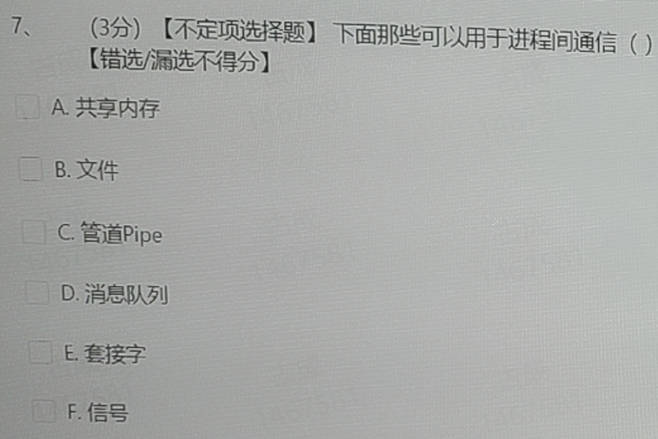 7、 （3分）【不定项选择题】 下面那些可以用于进程间通信（ ）
【错选/漏选不得分】
A. 共享内存
B. 文件
C. 管道Pipe
D. 消息队列
E. 套接字
F. 信号